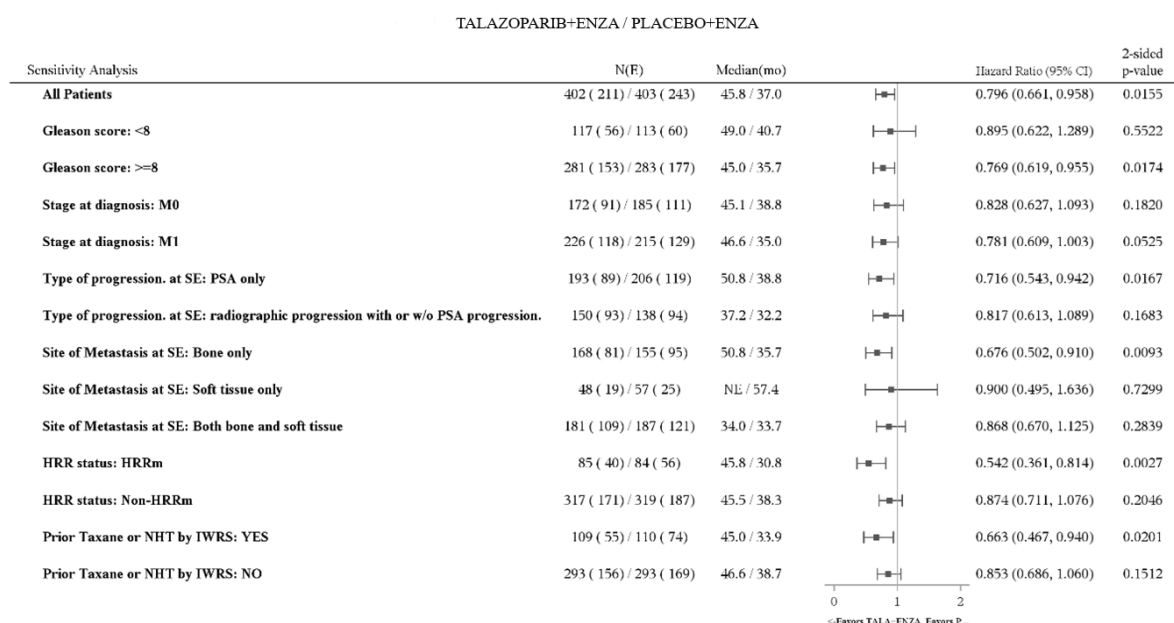 TALAZOPARIB+ENZA / PLACEBO+ENZA
Sensitivity Analysis N(E) Median(mo) Hazard Ratio (95% CI) 2-sided p-value
All Patients 402 ( 211) / 403 ( 243) 45.8 / 37.0 0.796 (0.661, 0.958) 0.0155
Gleason score: <8 117 ( 56) / 113 ( 60) 49.0 / 40.7 0.895 (0.622, 1.289) 0.5522
Gleason score: >=8 281 ( 153) / 283 ( 177) 45.0 / 35.7 0.769 (0.619, 0.955) 0.0174
Stage at diagnosis: M0 172 ( 91) / 185 ( 111) 45.1 / 38.8 0.828 (0.627, 1.093) 0.1820
Stage at diagnosis: M1 226 ( 118) / 215 ( 129) 46.6 / 35.0 0.781 (0.609, 1.003) 0.0525
Type of progression. at SE: PSA only 193 ( 89) / 206 ( 119) 50.8 / 38.8 0.716 (0.543, 0.942) 0.0167
Type of progression. at SE: radiographic progression with or w/o PSA progression. 150 ( 93) / 138 ( 94) 37.2 / 32.2 0.817 (0.613, 1.089) 0.1683
Site of Metastasis at SE: Bone only 168 ( 81) / 155 ( 95) 50.8 / 35.7 0.676 (0.502, 0.910) 0.0093
Site of Metastasis at SE: Soft tissue only 48 ( 19) / 57 ( 25) NE / 57.4 0.900 (0.495, 1.636) 0.7299
Site of Metastasis at SE: Both bone and soft tissue 181 ( 109) / 187 ( 121) 34.0 / 33.7 0.868 (0.670, 1.125) 0.2839
HRR status: HRRm 85 ( 40) / 84 ( 56) 45.8 / 30.8 0.542 (0.361, 0.814) 0.0027
HRR status: Non-HRRm 317 ( 171) / 319 ( 187) 45.5 / 38.3 0.874 (0.711, 1.076) 0.2046
Prior Taxane or NHT by IWRS: YES 109 ( 55) / 110 ( 74) 45.0 / 33.9 0.663 (0.467, 0.940) 0.0201
Prior Taxane or NHT by IWRS: NO 293 ( 156) / 293 ( 169) 46.6 / 38.7 0.853 (0.686, 1.060) 0.1512
0 1 2
<-Favors TALA+ENZA Favors P...